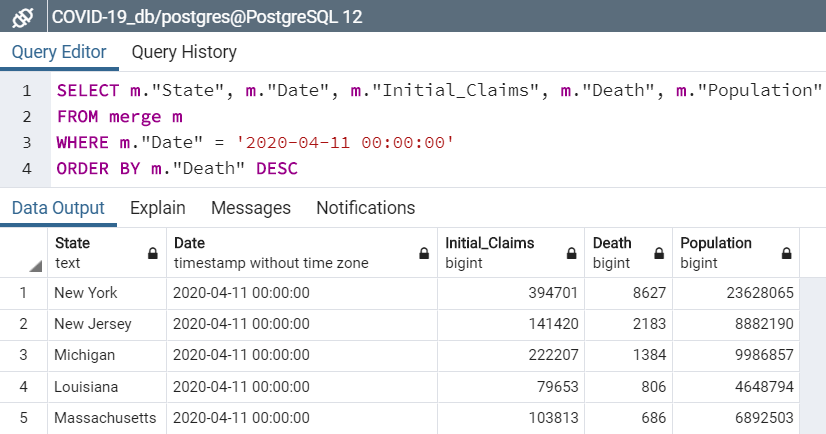 COVID-19_db/postgres@PostgreSQL 12
Query Editor Query History
1 SELECT m."State", m."Date", m."Initial_Claims", m."Death", m."Population"
2 FROM merge m
3 WHERE m."Date" = '2020-04-11 00:00:00'
4 ORDER BY m."Death" DESC
Data Output Explain Messages Notifications
State Date Initial_Claims Death Population
text timestamp without time zone bigint bigint bigint
1 New York 2020-04-11 00:00:00 394701 8627 23628065
2 New Jersey 2020-04-11 00:00:00 141420 2183 8882190
3 Michigan 2020-04-11 00:00:00 222207 1384 9986857
4 Louisiana 2020-04-11 00:00:00 79653 806 4648794
5 Massachusetts 2020-04-11 00:00:00 103813 686 6892503